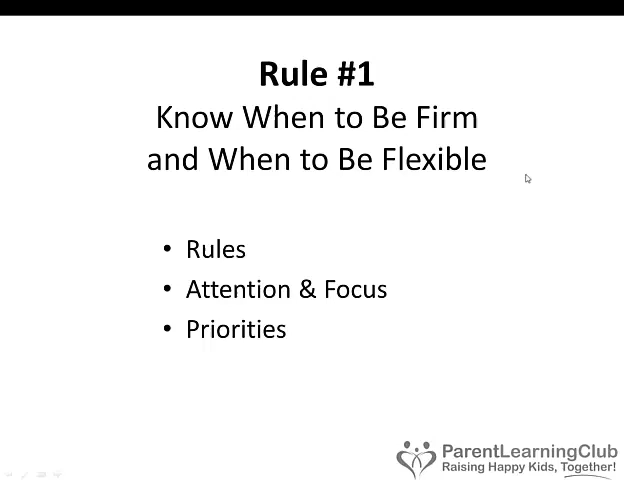 Rule #1
Know When to Be Firm
and When to Be Flexible
• Rules
• Attention & Focus
• Priorities
ParentLearningClub
Raising Happy Kids, Together!